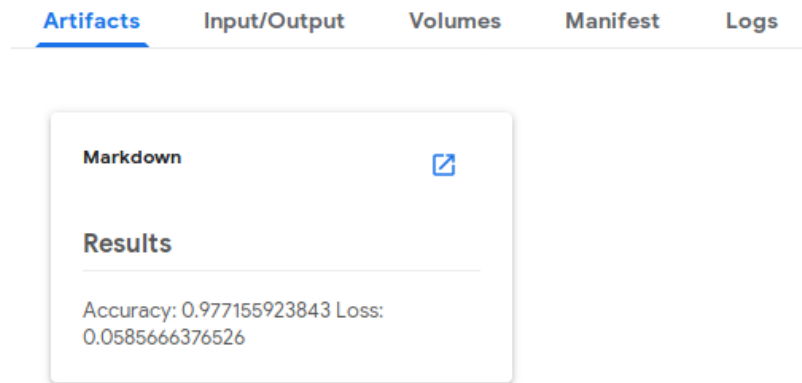 Artifacts Input/Output Volumes Manifest Logs
Markdown
Results
Accuracy: 0.977155923843 Loss:
0.0585666376526